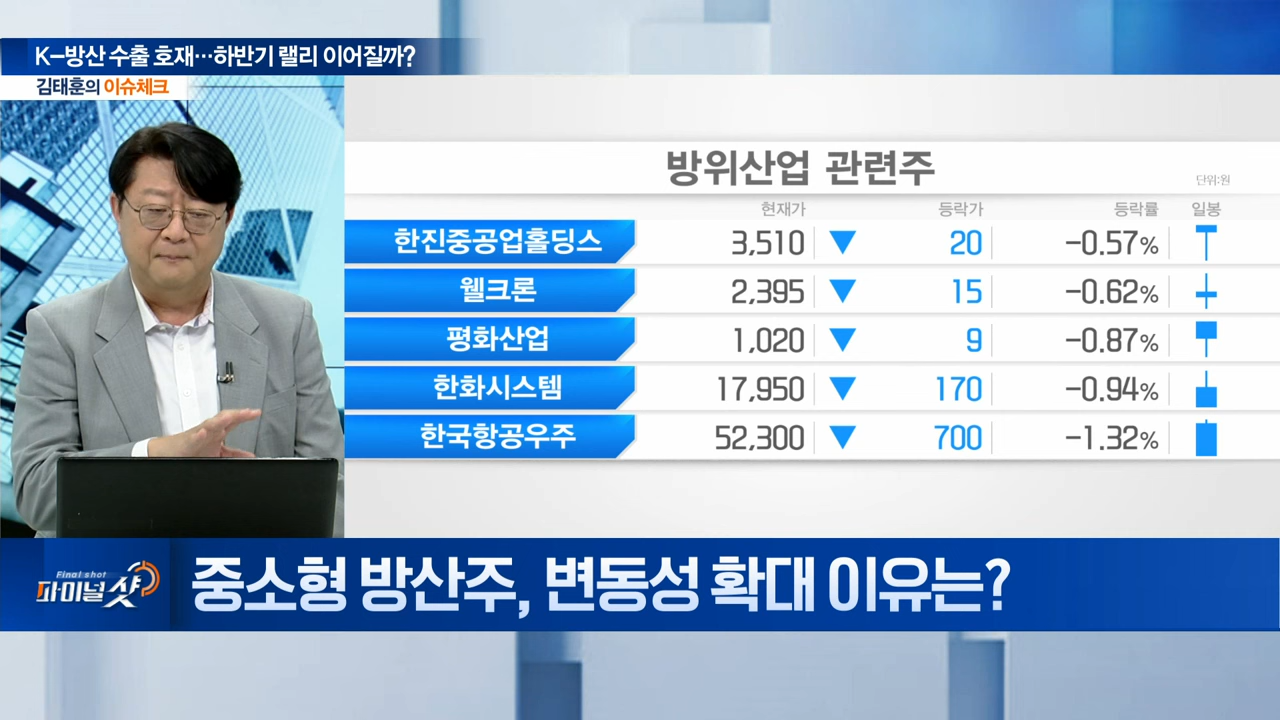 K-방산 수출 호재…하반기 랠리 이어질까?
김태훈의 이슈체크
방위산업 관련주
단위:원
현재가 등락가 등락률 일봉
한진중공업홀딩스 3,510 ▼ 20 -0.57%
웰크론 2,395 ▼ 15 -0.62%
평화산업 1,020 ▼ 9 -0.87%
한화시스템 17,950 ▼ 170 -0.94%
한국항공우주 52,300 ▼ 700 -1.32%
Final shot
파이널샷
중소형 방산주, 변동성 확대 이유는?